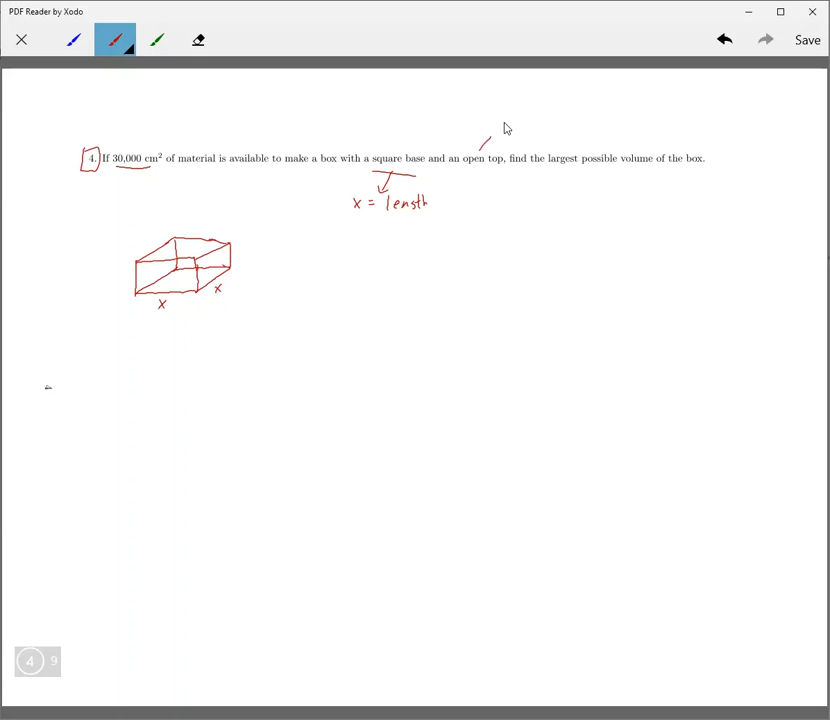 PDF Reader by Xodo
Save
4. If 30,000 cm² of material is available to make a box with a square base and an open top, find the largest possible volume of the box.
x = length
x
x
4 9